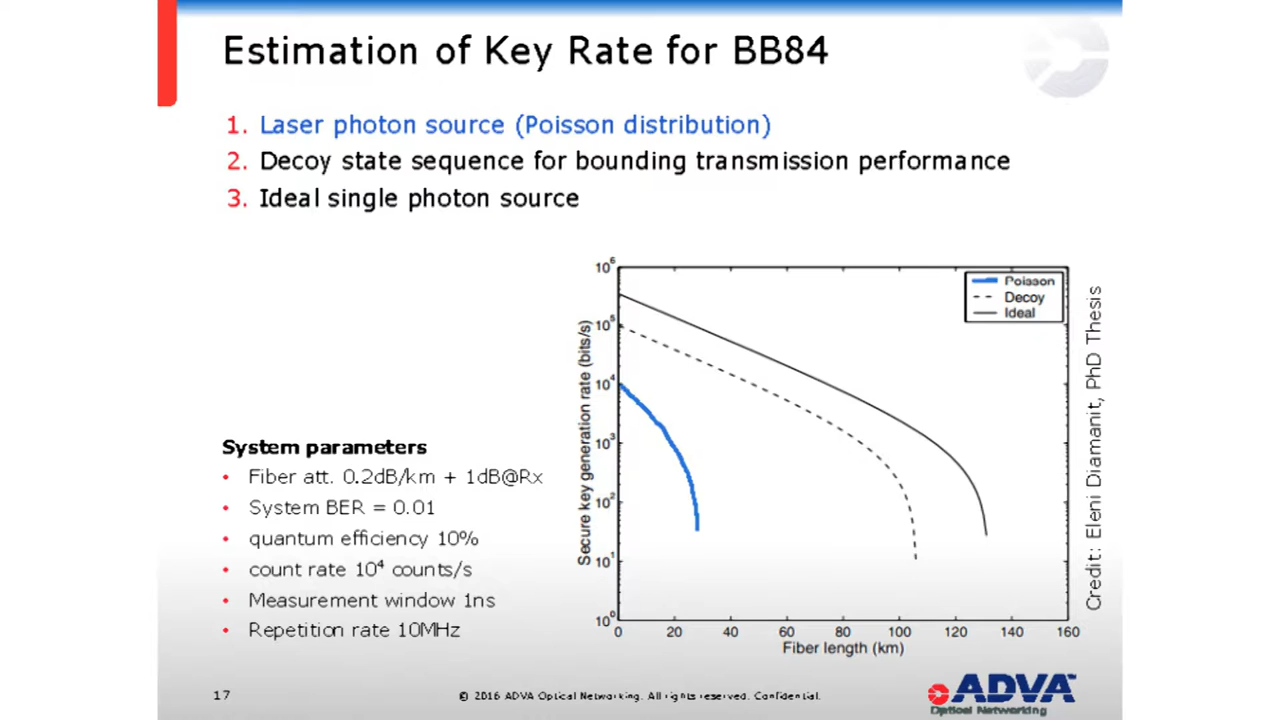 Estimation of Key Rate for BB84
1. Laser photon source (Poisson distribution)
2. Decoy state sequence for bounding transmission performance
3. Ideal single photon source
System parameters
• Fiber att. 0.2dB/km + 1dB@Rx
• System BER = 0.01
• quantum efficiency 10%
• count rate 10⁴ counts/s
• Measurement window 1ns
• Repetition rate 10MHz
Secure key generation rate (bits/s)
10⁶
10⁵
10⁴
10³
10²
10¹
10⁰
0 20 40 60 80 100 120 140 160
Fiber length (km)
Poisson
Decoy
Ideal
Credit: Eleni Diamanit, PhD Thesis
17
© 2016 ADVA Optical Networking. All rights reserved. Confidential.
ADVA™
Optical Networking